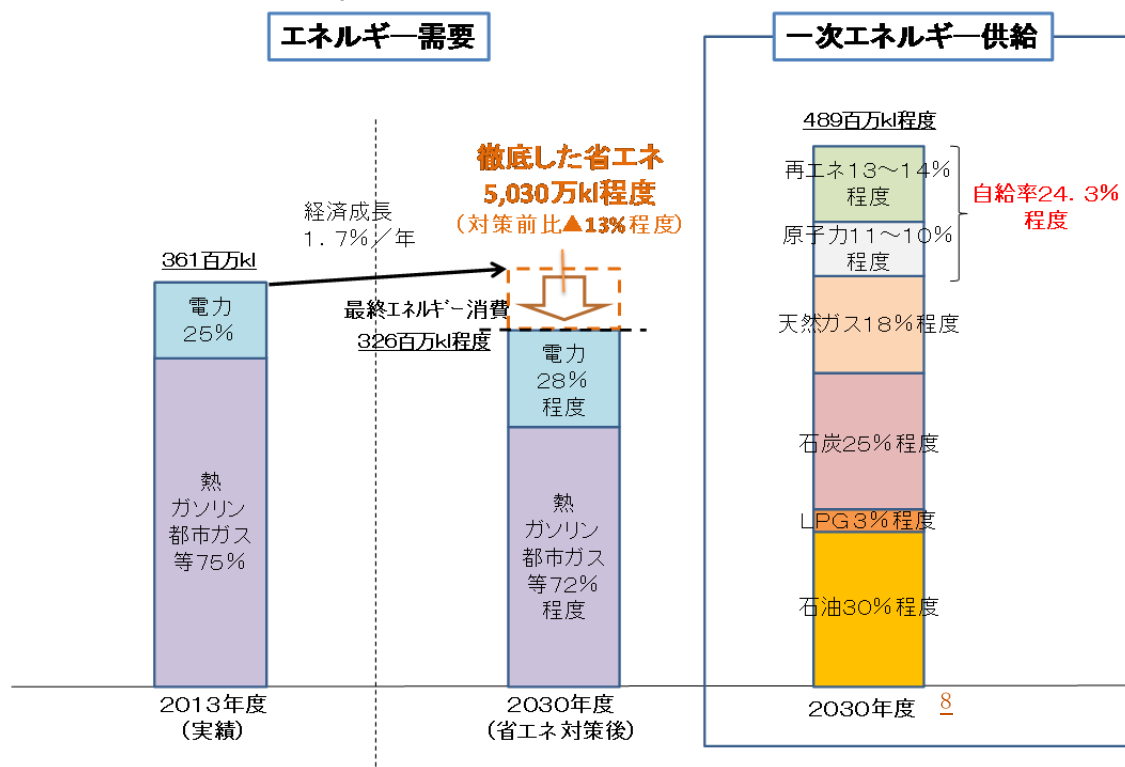 エネルギー需要
一次エネルギー供給
徹底した省エネ
5,030万kl程度
(対策前比▲13%程度)
経済成長
1.7%/年
361百万kl
電力
25%
熱
ガソリン
都市ガス
等75%
2013年度
(実績)
最終エネルギー消費
326百万kl程度
電力
28%
程度
熱
ガソリン
都市ガス
等72%
程度
2030年度
(省エネ対策後)
489百万kl程度
再エネ13~14%
程度
原子力11~10%
程度
自給率24.3%
程度
天然ガス18%程度
石炭25%程度
LPG3%程度
石油30%程度
2030年度
8